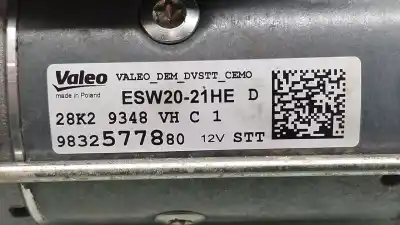 Valeo VALEO_DEM_DVSTT_CEMO
made in Poland ESW20-21HE D
28K2 9348 VH C 1
9832577880 12V STT